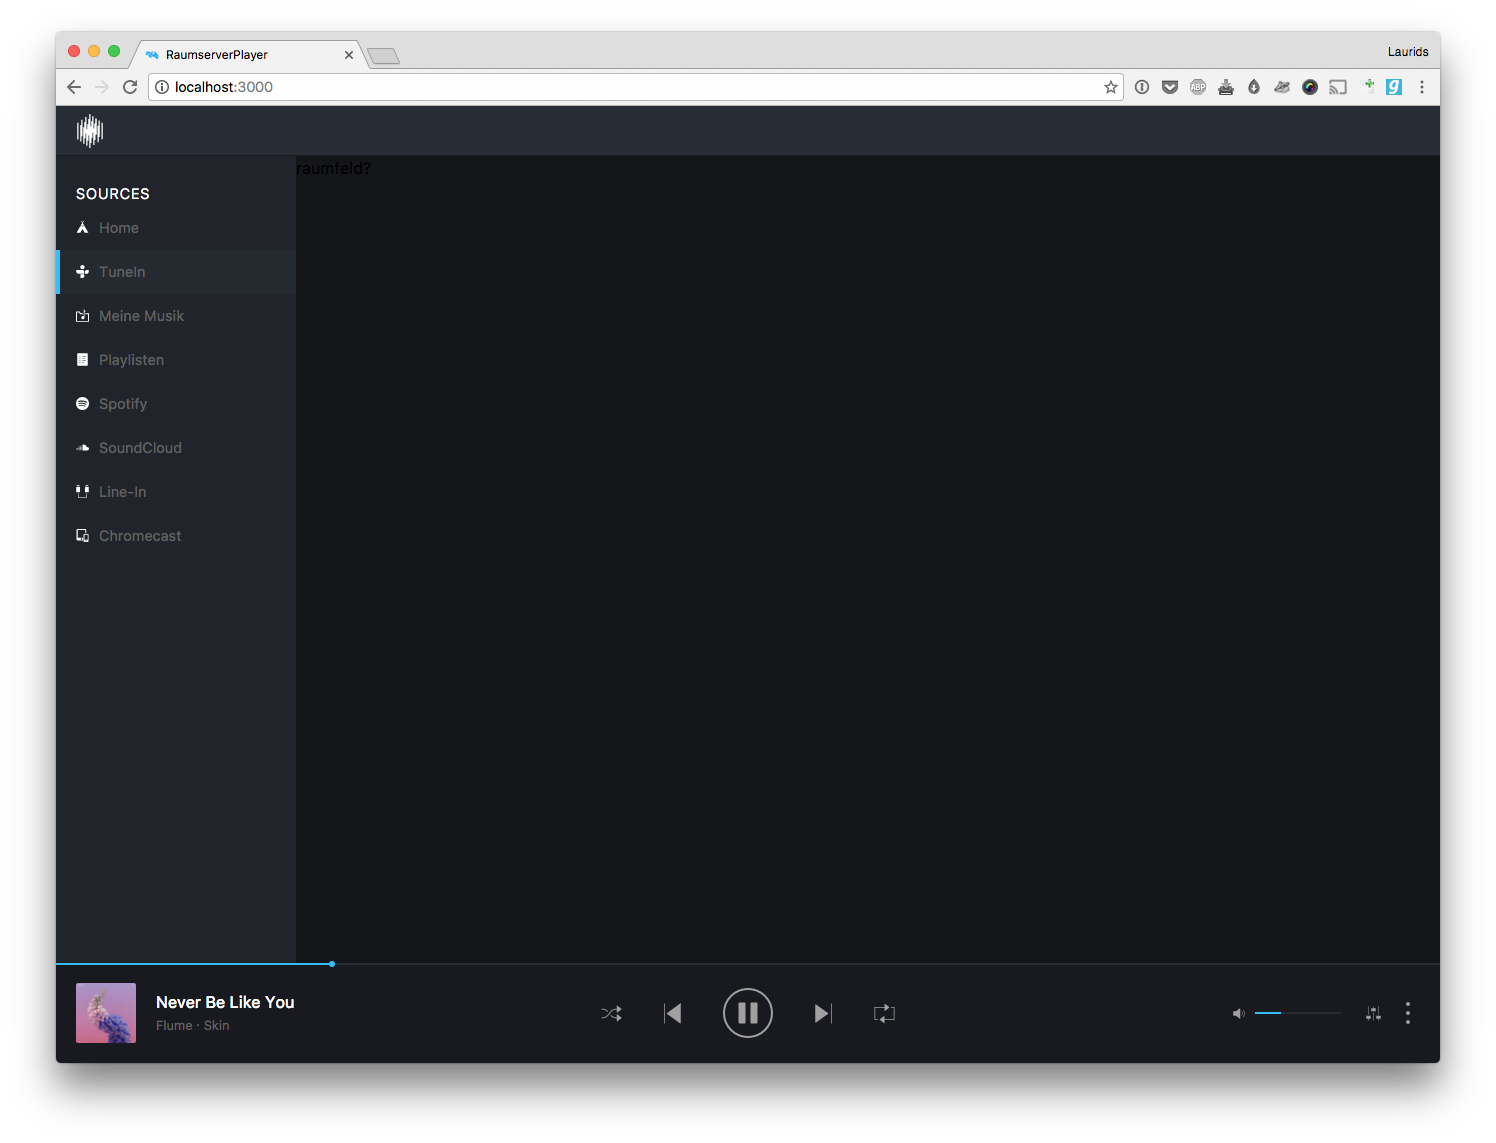 RaumserverPlayer
Laurids
localhost:3000
ABP
g
raumfeld?
SOURCES
Home
TuneIn
Meine Musik
Playlisten
Spotify
SoundCloud
Line-In
Chromecast
Never Be Like You
Flume · Skin